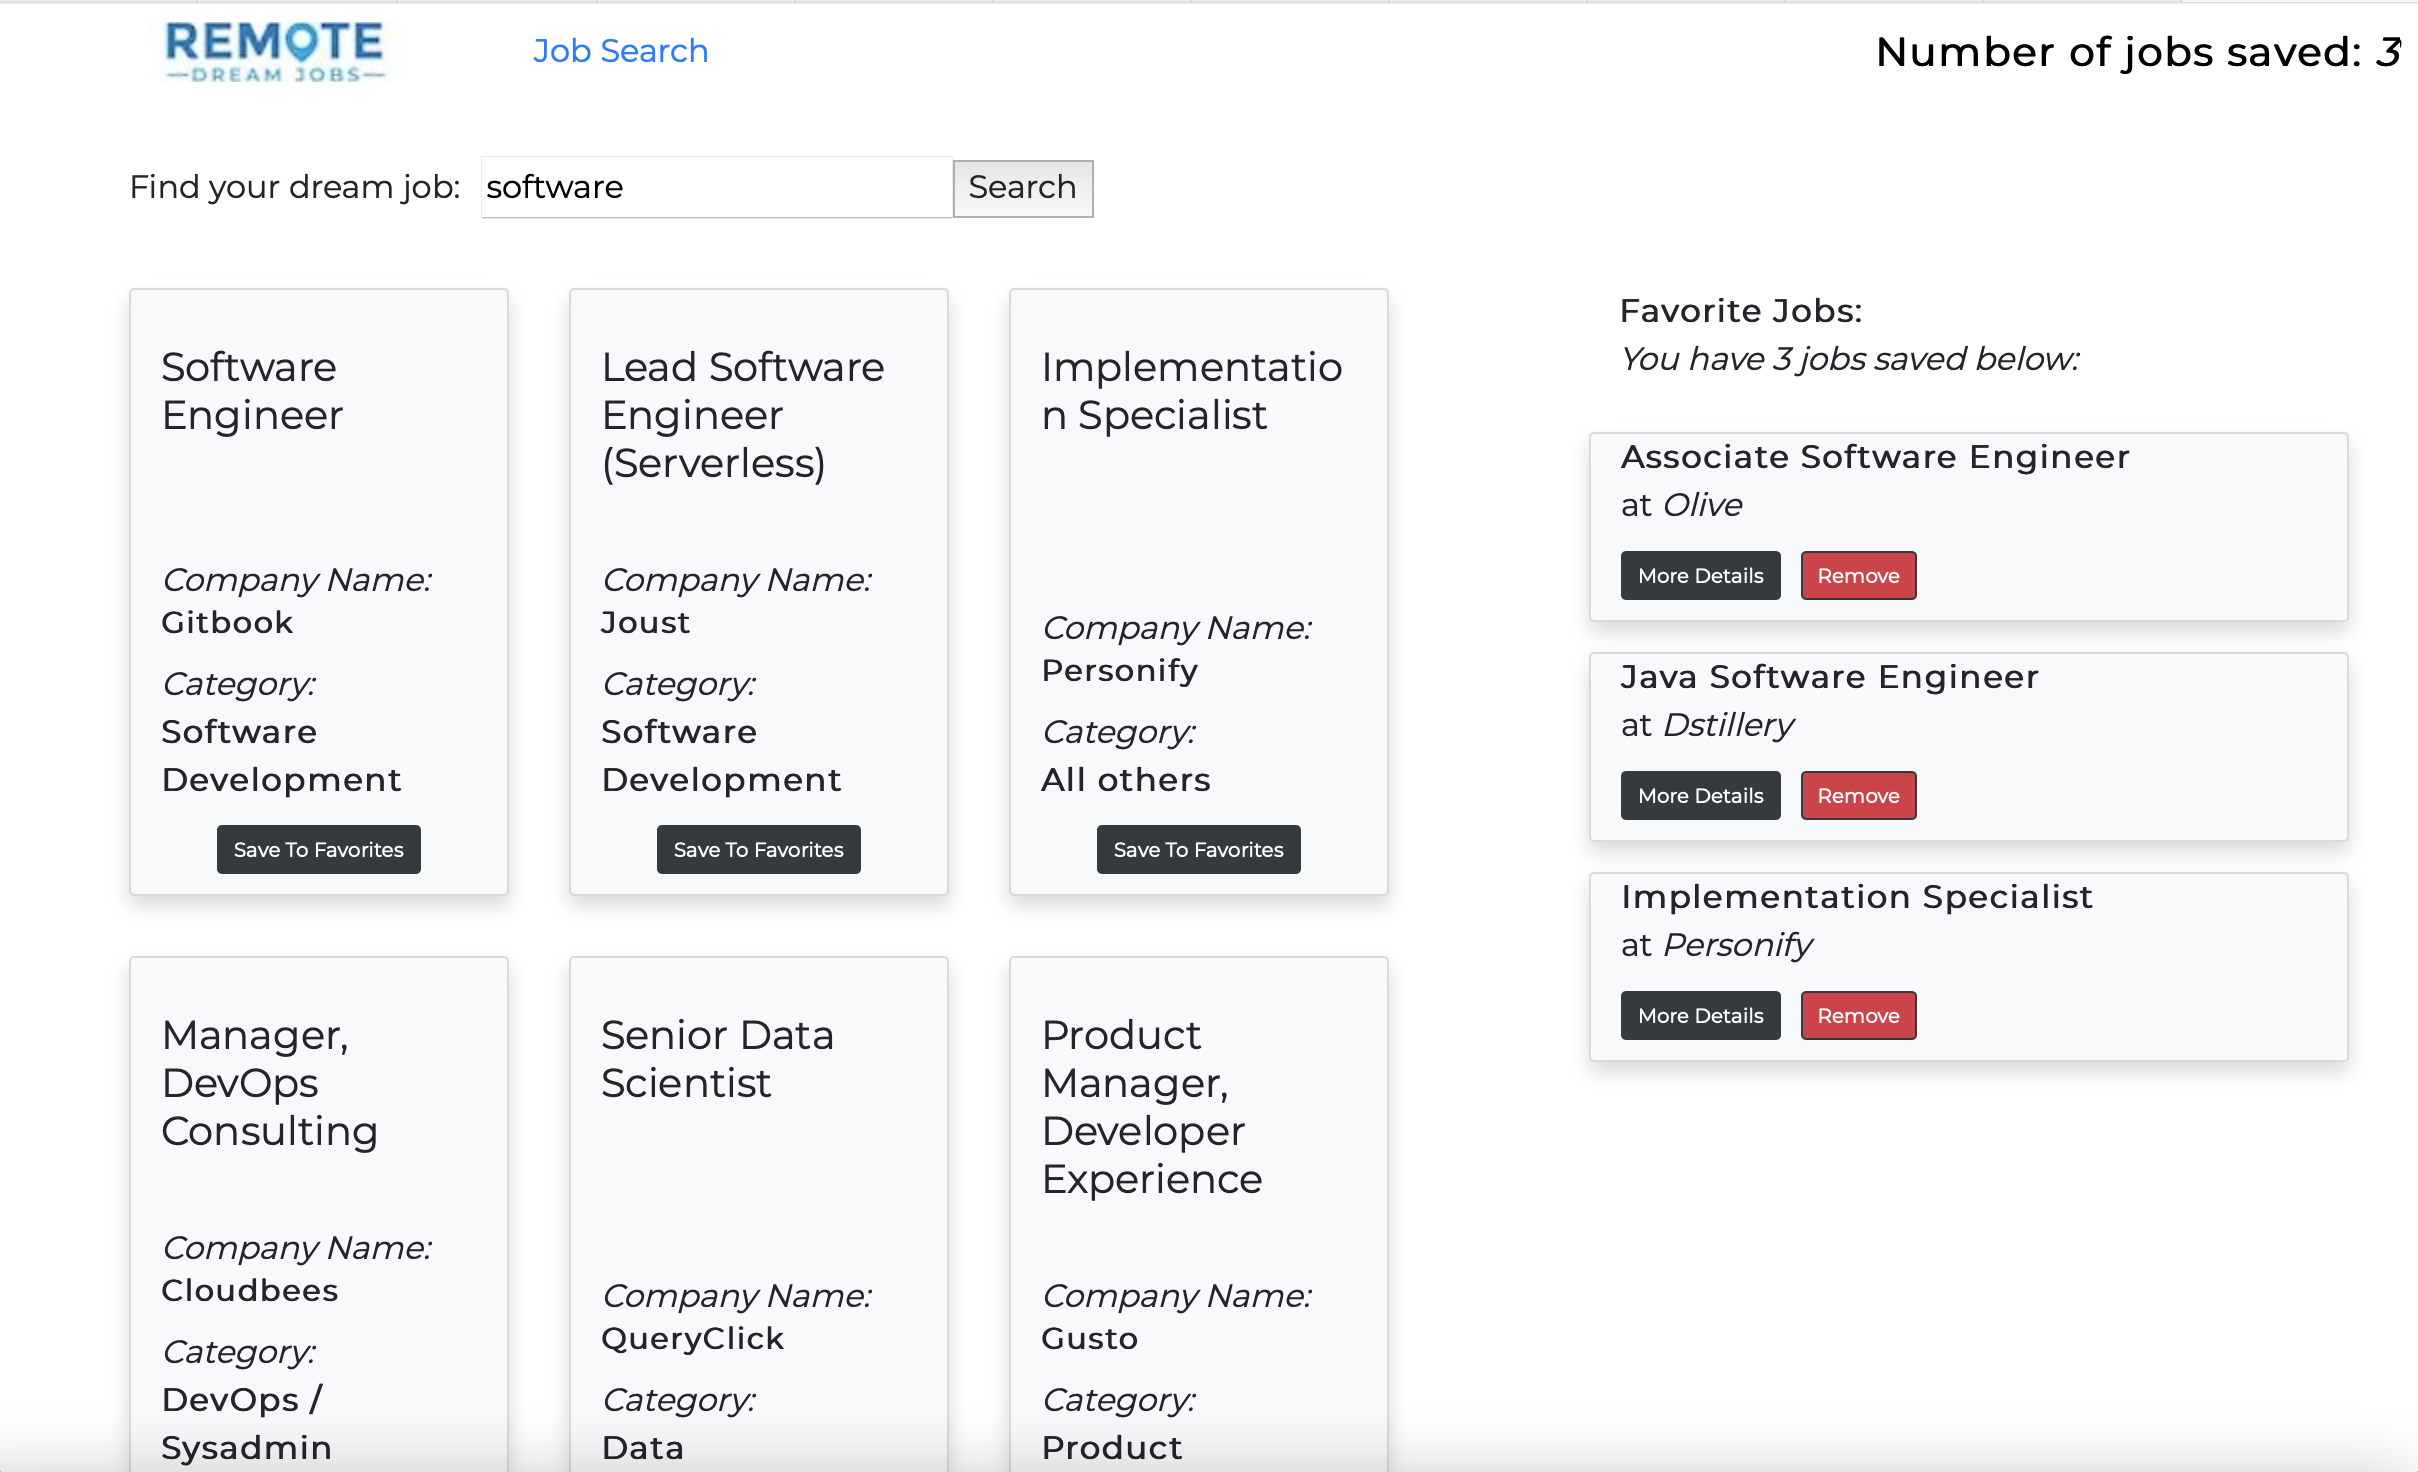 REMOTE
DREAM JOBS
Job Search
Number of jobs saved: 3
Find your dream job: software Search
Software
Engineer
Company Name:
Gitbook
Category:
Software
Development
Save To Favorites
Lead Software
Engineer
(Serverless)
Company Name:
Joust
Category:
Software
Development
Save To Favorites
Implementatio
n Specialist
Company Name:
Personify
Category:
All others
Save To Favorites
Manager,
DevOps
Consulting
Company Name:
Cloudbees
Category:
DevOps /
Sysadmin
Senior Data
Scientist
Company Name:
QueryClick
Category:
Data
Product
Manager,
Developer
Experience
Company Name:
Gusto
Category:
Product
Favorite Jobs:
You have 3 jobs saved below:
Associate Software Engineer
at Olive
More Details Remove
Java Software Engineer
at Dstillery
More Details Remove
Implementation Specialist
at Personify
More Details Remove